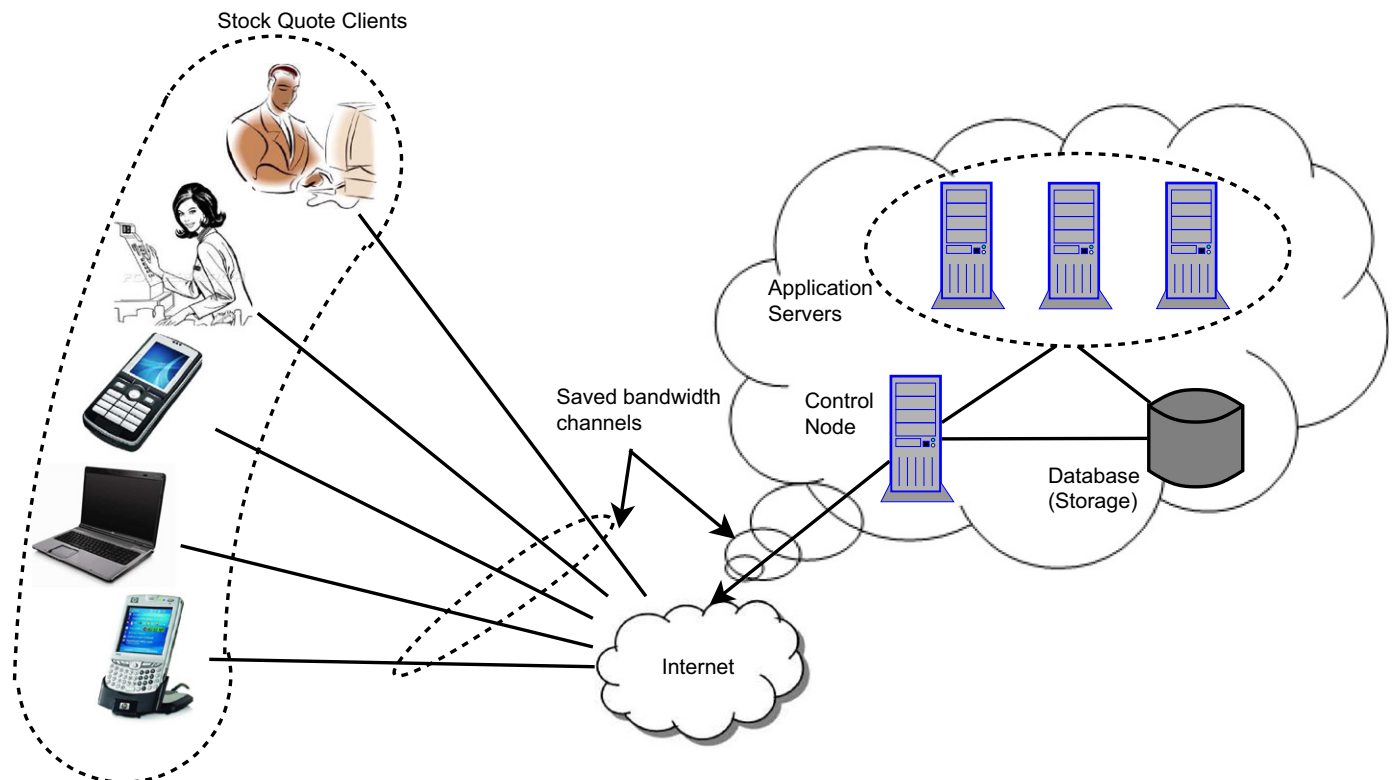 Stock Quote Clients
Application
Servers
Saved bandwidth
channels
Control
Node
Database
(Storage)
Internet